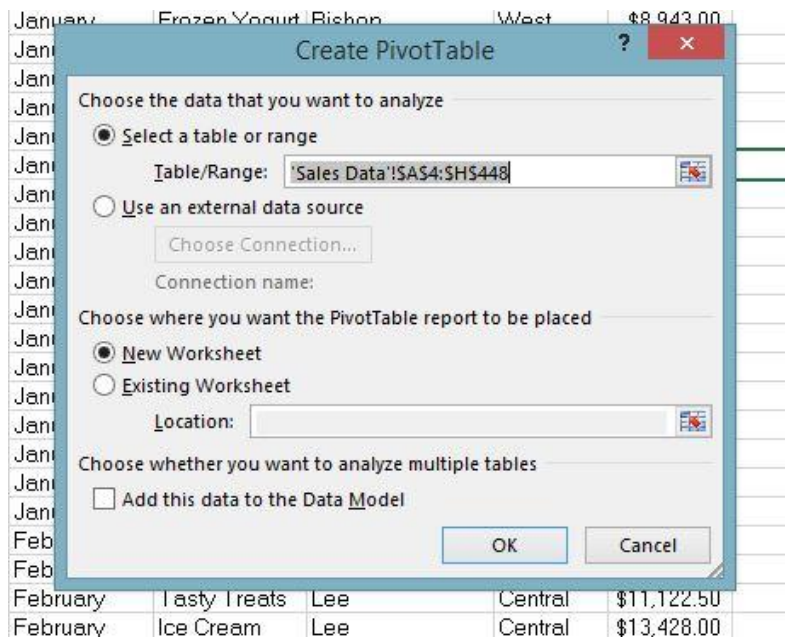 January Frozen Yogurt Bishop West $8,943.00
Create PivotTable ?
Choose the data that you want to analyze
Select a table or range
Table/Range: 'Sales Data'!$A$4:$H$448
Use an external data source
Choose Connection...
Connection name:
Choose where you want the PivotTable report to be placed
New Worksheet
Existing Worksheet
Location:
Choose whether you want to analyze multiple tables
Add this data to the Data Model
OK Cancel
February Tasty Treats Lee Central $11,122.50
February Ice Cream Lee Central $13,428.00